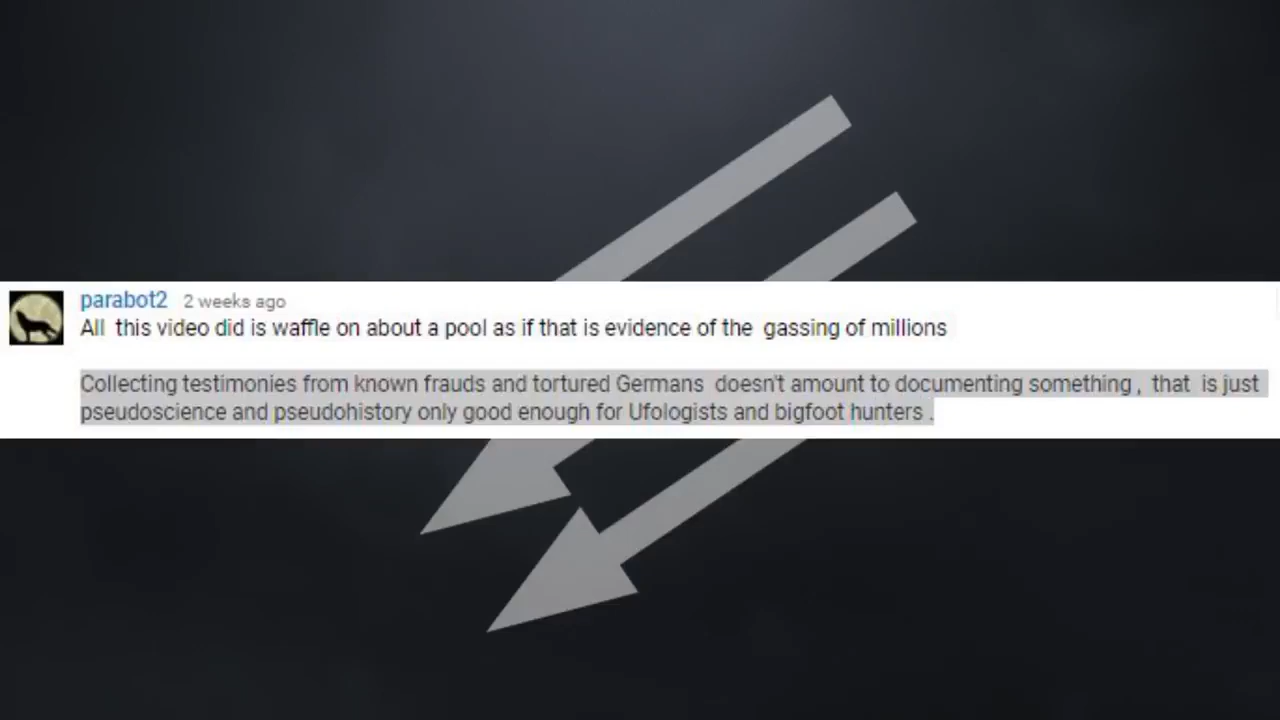 parabot2 2 weeks ago
All this video did is waffle on about a pool as if that is evidence of the gassing of millions
Collecting testimonies from known frauds and tortured Germans doesn't amount to documenting something , that is just
pseudoscience and pseudohistory only good enough for Ufologists and bigfoot hunters .